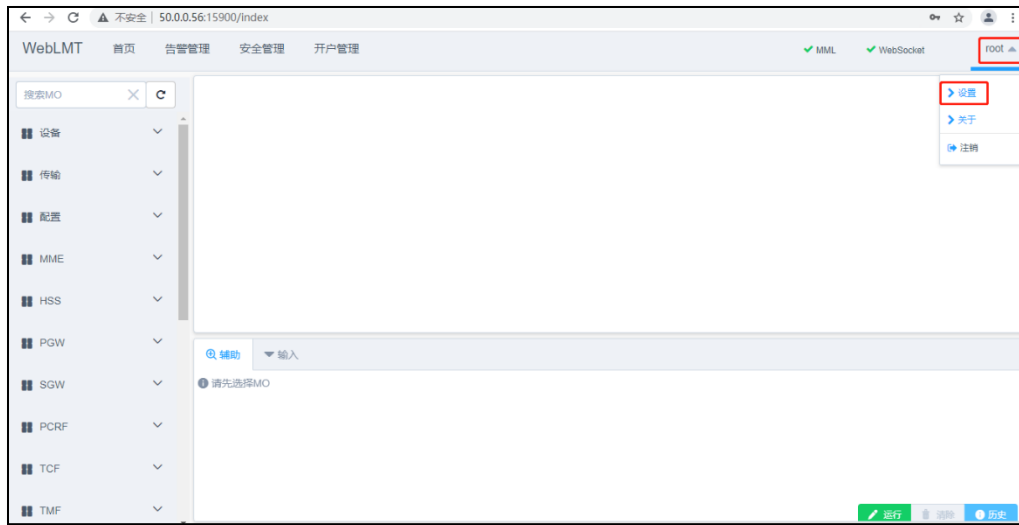 不安全 | 50.0.0.56:15900/index
WebLMT 首页 告警管理 安全管理 开户管理 MML WebSocket root
搜索MO
设置
关于
注销
设备
传输
配置
MME
HSS
PGW
SGW
PCRF
TCF
TMF
辅助 输入
请先选择MO
运行 清除 历史